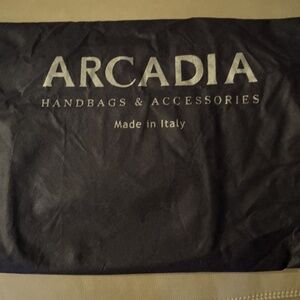 ARCADIA
HANDBAGS & ACCESSORIES
Made in Italy